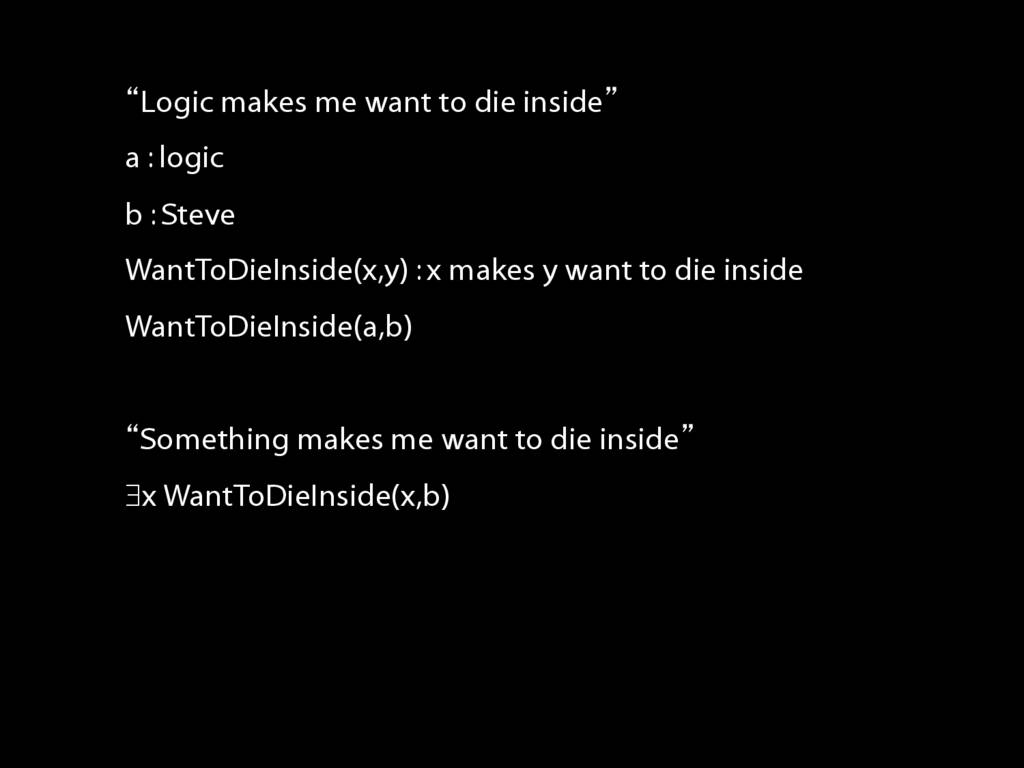 “Logic makes me want to die inside”
a : logic
b : Steve
WantToDieInside(x,y) : x makes y want to die inside
WantToDieInside(a,b)
“Something makes me want to die inside”
∃x WantToDieInside(x,b)